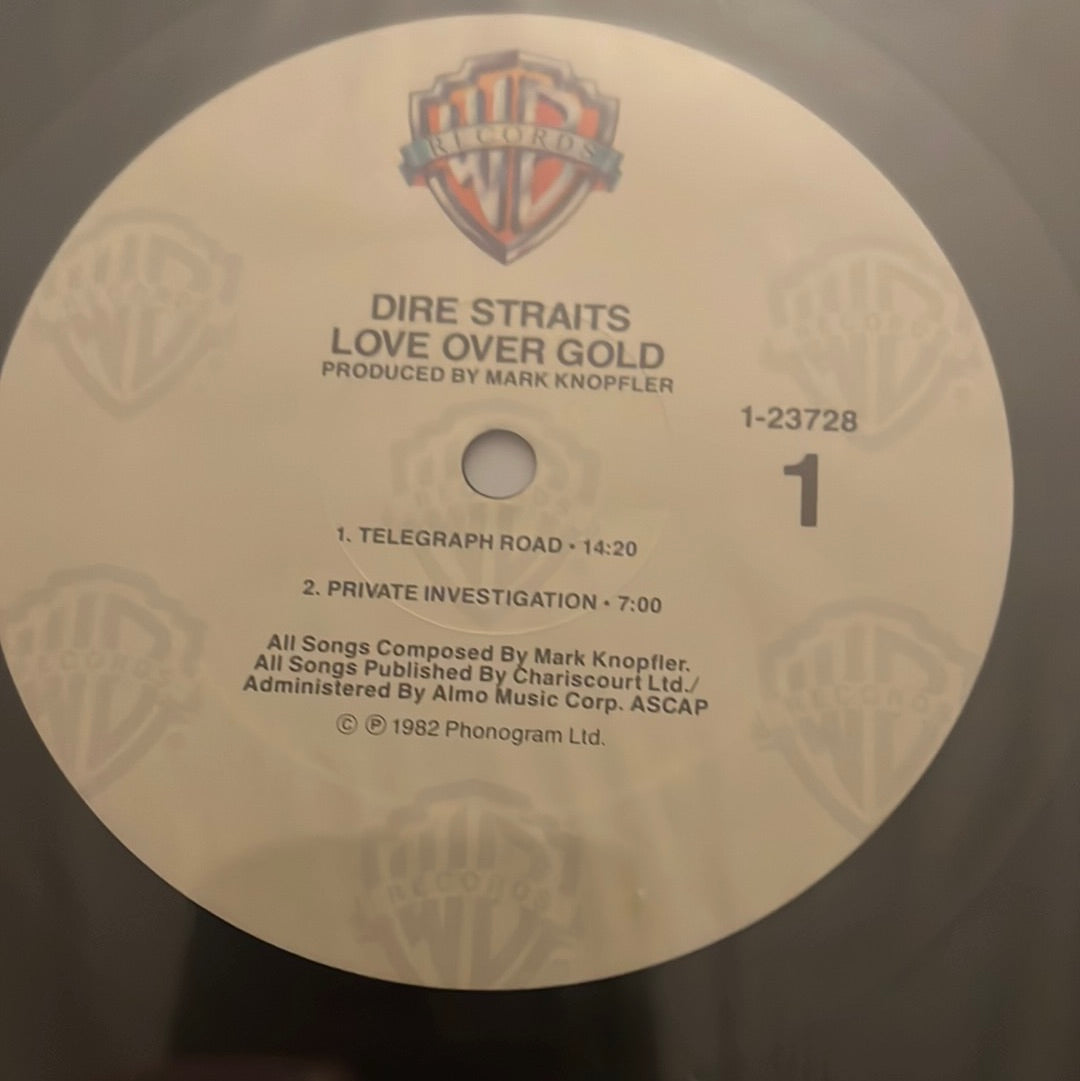 WB
RECORDS
DIRE STRAITS
LOVE OVER GOLD
PRODUCED BY MARK KNOPFLER
1-23728
1
1. TELEGRAPH ROAD • 14:20
2. PRIVATE INVESTIGATION • 7:00
All Songs Composed By Mark Knopfler.
All Songs Published By Chariscourt Ltd./
Administered By Almo Music Corp. ASCAP
© ℗ 1982 Phonogram Ltd.